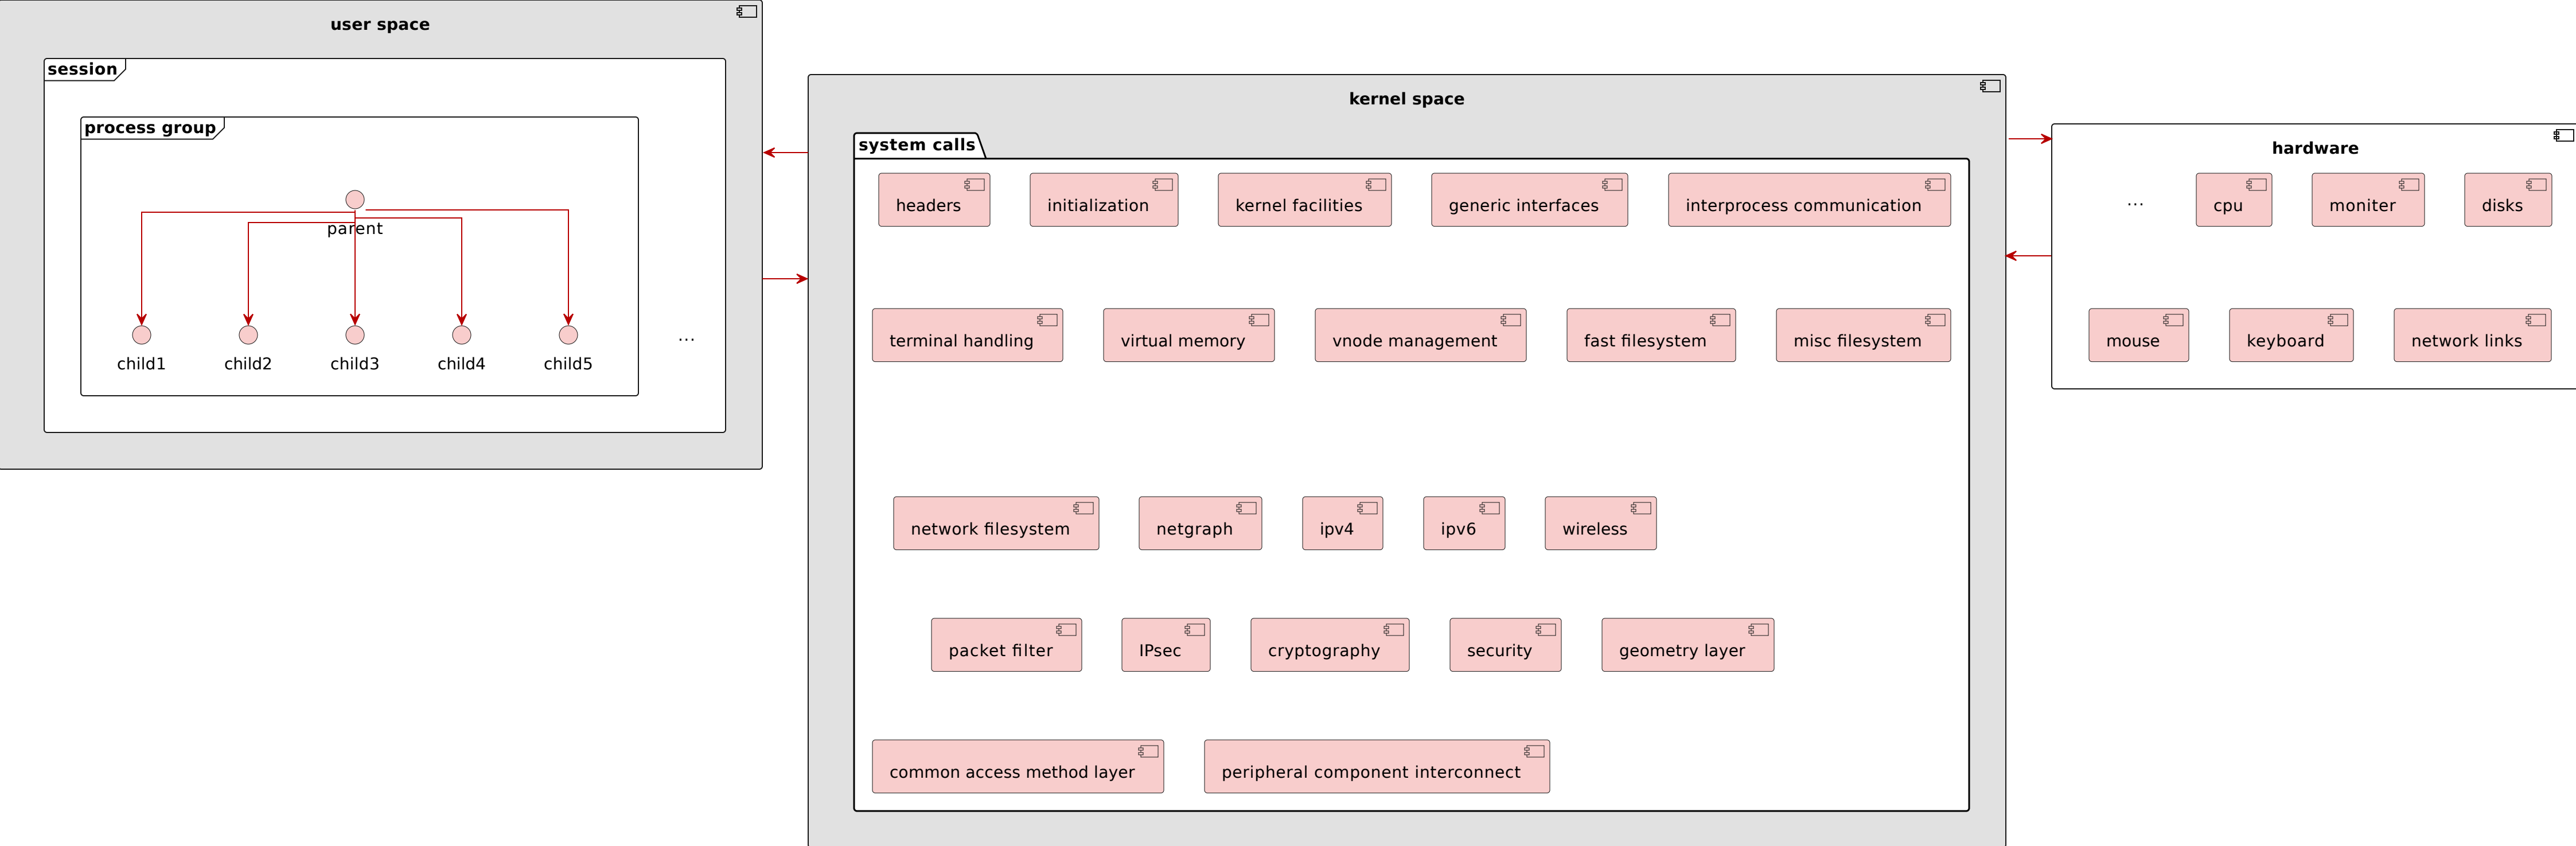 user space
session
process group
parent
child1 child2 child3 child4 child5 ...
kernel space
system calls
headers initialization kernel facilities generic interfaces interprocess communication
terminal handling virtual memory vnode management fast filesystem misc filesystem
network filesystem netgraph ipv4 ipv6 wireless
packet filter IPsec cryptography security geometry layer
common access method layer peripheral component interconnect
hardware
... cpu moniter disks
mouse keyboard network links